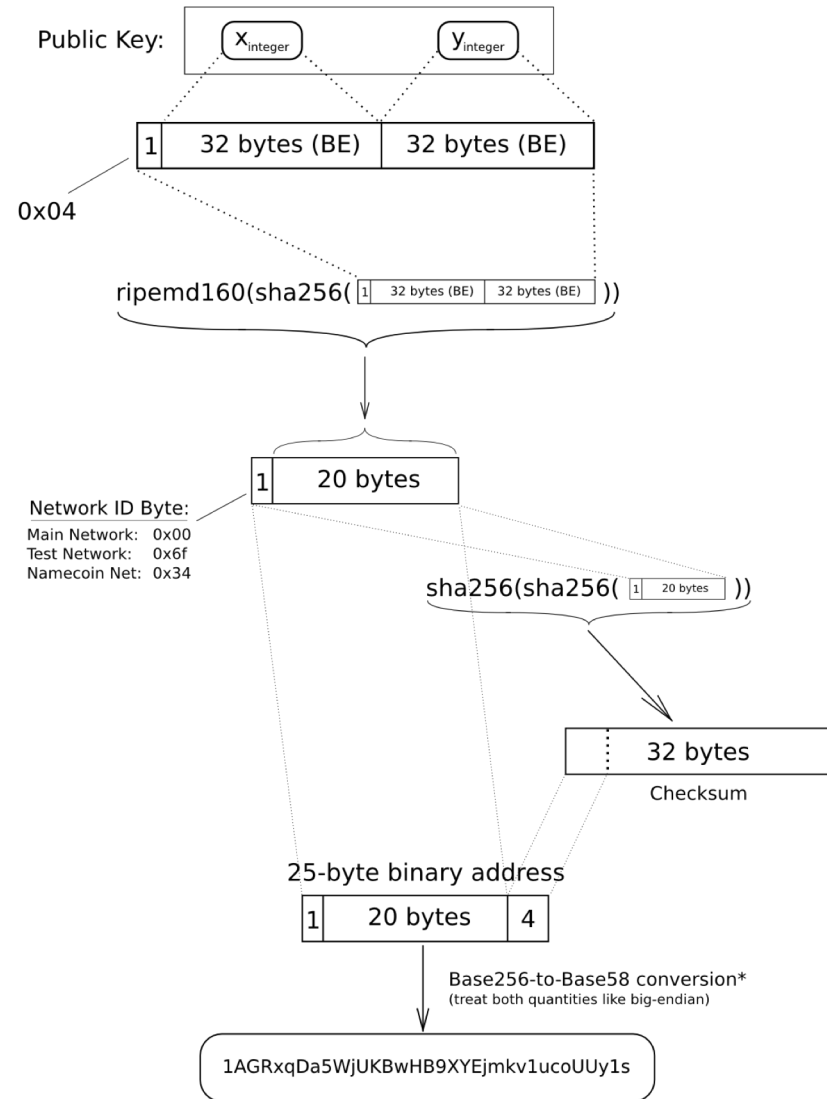 Public Key:
x integer
y integer
1
32 bytes (BE)
32 bytes (BE)
0x04
ripemd160(sha256( 1 32 bytes (BE) 32 bytes (BE) ))
1
20 bytes
Network ID Byte:
Main Network: 0x00
Test Network: 0x6f
Namecoin Net: 0x34
sha256(sha256( 1 20 bytes ))
32 bytes
Checksum
25-byte binary address
1
20 bytes
4
Base256-to-Base58 conversion*
(treat both quantities like big-endian)
1AGRxqDa5WjUKBwHB9XYEjmkv1ucoUUy1s